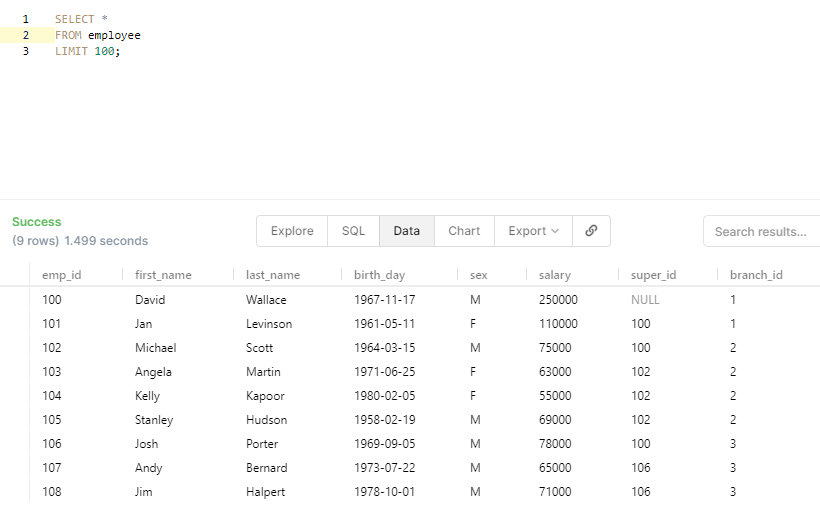 1 SELECT *
2 FROM employee
3 LIMIT 100;
Success
(9 rows) 1.499 seconds
Explore SQL Data Chart Export Search results...
emp_id first_name last_name birth_day sex salary super_id branch_id
100 David Wallace 1967-11-17 M 250000 NULL 1
101 Jan Levinson 1961-05-11 F 110000 100 1
102 Michael Scott 1964-03-15 M 75000 100 2
103 Angela Martin 1971-06-25 F 63000 102 2
104 Kelly Kapoor 1980-02-05 F 55000 102 2
105 Stanley Hudson 1958-02-19 M 69000 102 2
106 Josh Porter 1969-09-05 M 78000 100 3
107 Andy Bernard 1973-07-22 M 65000 106 3
108 Jim Halpert 1978-10-01 M 71000 106 3